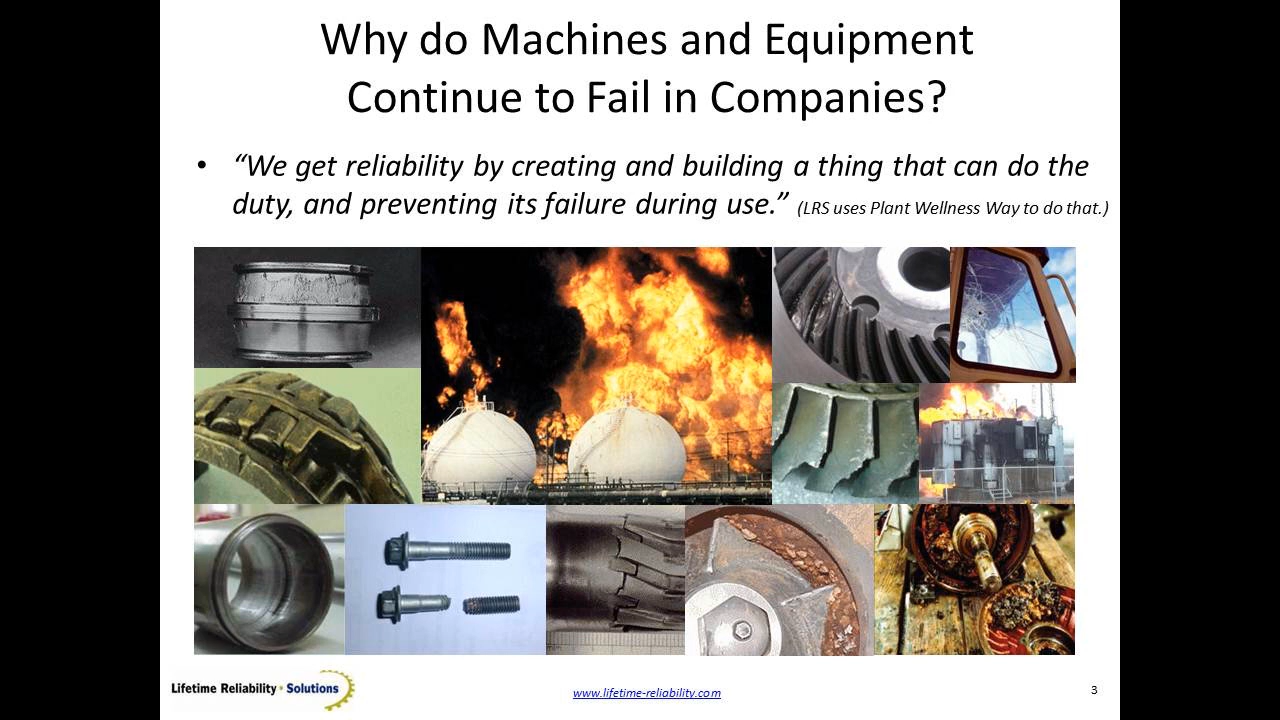 Why do Machines and Equipment
Continue to Fail in Companies?
• “We get reliability by creating and building a thing that can do the
duty, and preventing its failure during use.” (LRS uses Plant Wellness Way to do that.)
Lifetime Reliability • Solutions
www.lifetime-reliability.com
3